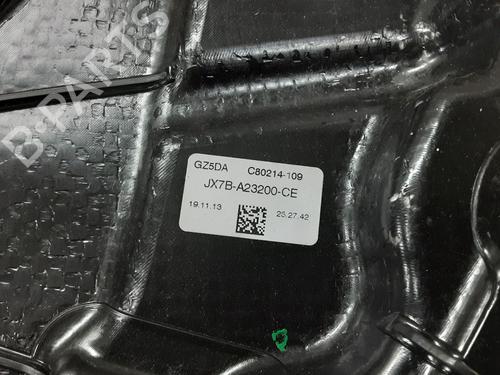 B-PARTS
GZ5DA C80214-109
JX7B-A23200-CE
19.11.13 25.27.42